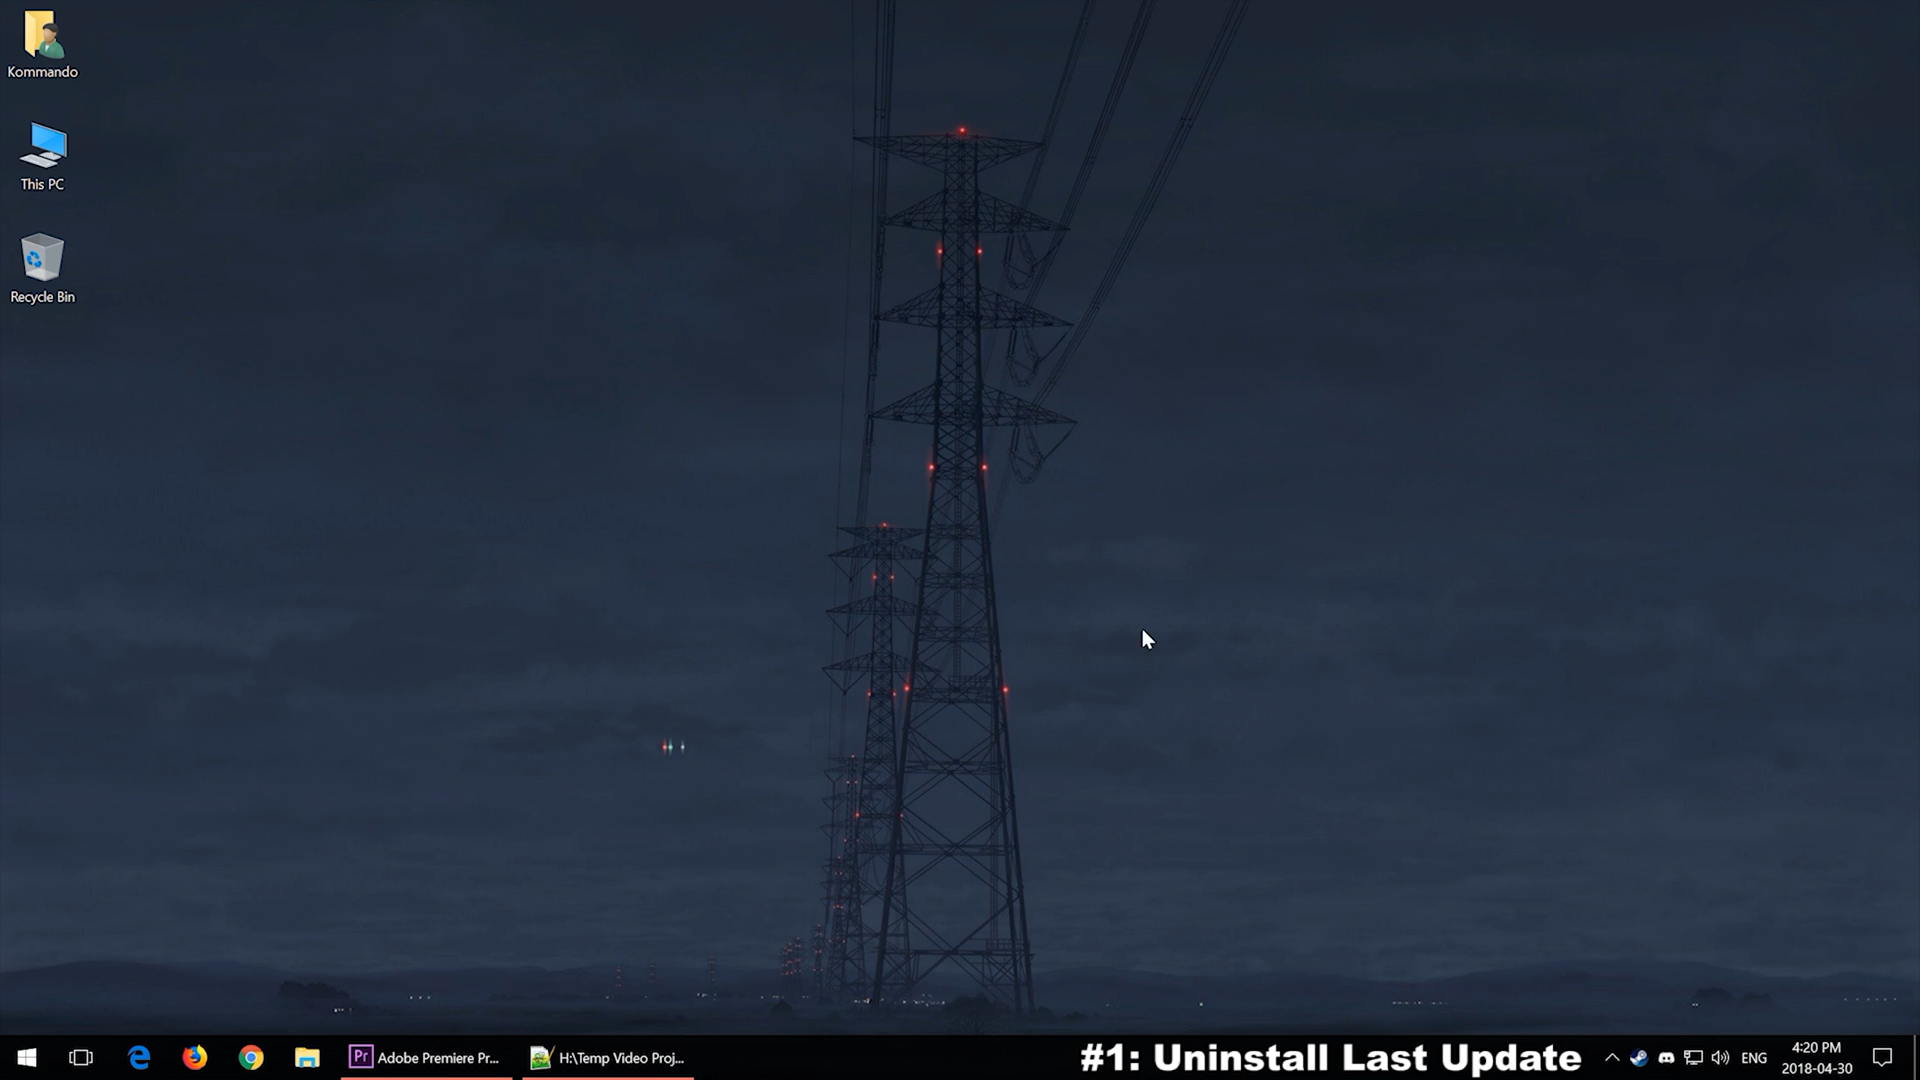 Kommando
This PC
Recycle Bin
Pr Adobe Premiere Pr...
H:\Temp Video Proj...
#1: Uninstall Last Update
ENG
4:20 PM
2018-04-30